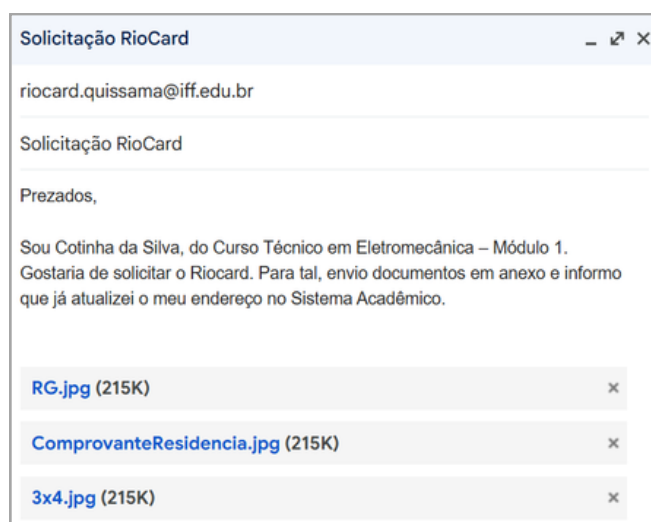 Solicitação RioCard
riocard.quissama@iff.edu.br
Solicitação RioCard
Prezados,
Sou Cotinha da Silva, do Curso Técnico em Eletromecânica – Módulo 1.
Gostaria de solicitar o Riocard. Para tal, envio documentos em anexo e informo
que já atualizei o meu endereço no Sistema Acadêmico.
RG.jpg (215K)
ComprovanteResidencia.jpg (215K)
3x4.jpg (215K)